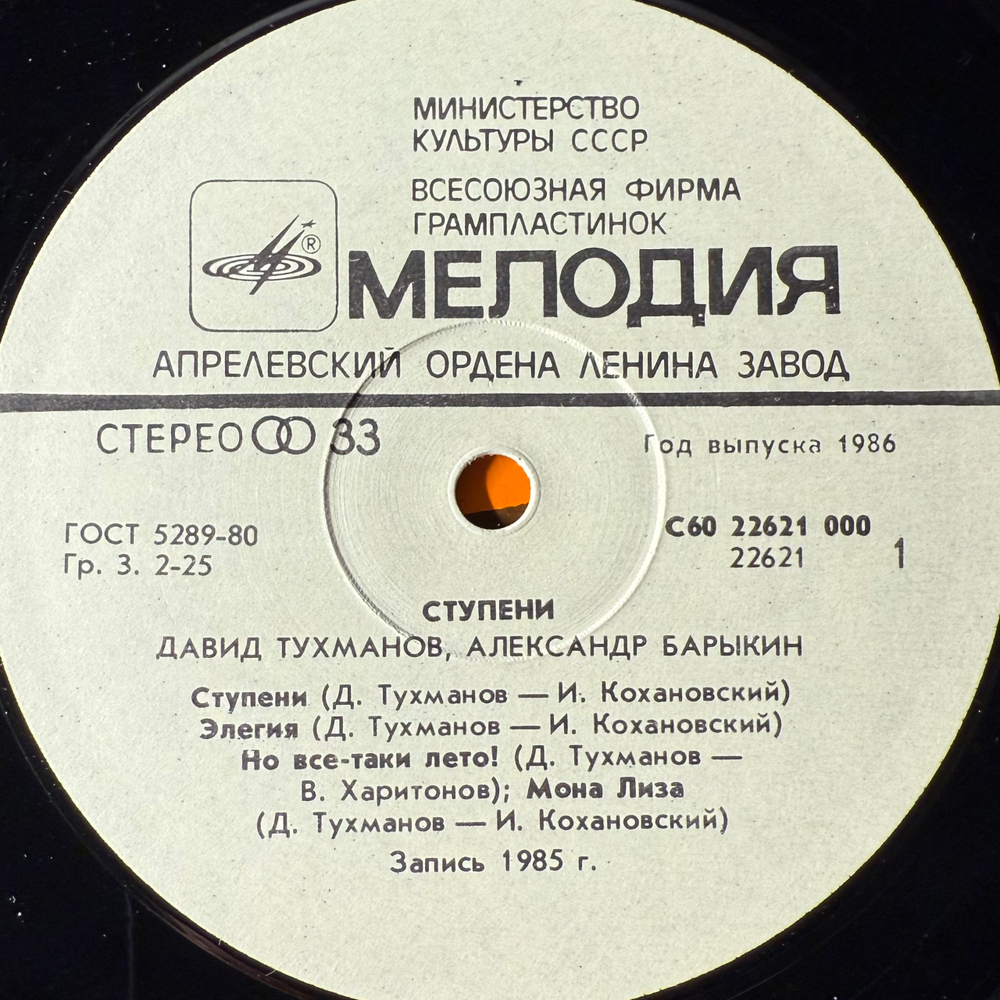 МИНИСТЕРСТВО
КУЛЬТУРЫ СССР
ВСЕСОЮЗНАЯ ФИРМА
ГРАМПЛАСТИНОК
®
МЕЛОДИЯ
АПРЕЛЕВСКИЙ ОРДЕНА ЛЕНИНА ЗАВОД
СТЕРЕО 33
Год выпуска 1986
ГОСТ 5289-80
Гр. 3. 2-25
С60 22621 000
22621
1
СТУПЕНИ
ДАВИД ТУХМАНОВ, АЛЕКСАНДР БАРЫКИН
Ступени (Д. Тухманов — И. Кохановский)
Элегия (Д. Тухманов — И. Кохановский)
Но все-таки лето! (Д. Тухманов —
В. Харитонов); Мона Лиза
(Д. Тухманов — И. Кохановский)
Запись 1985 г.